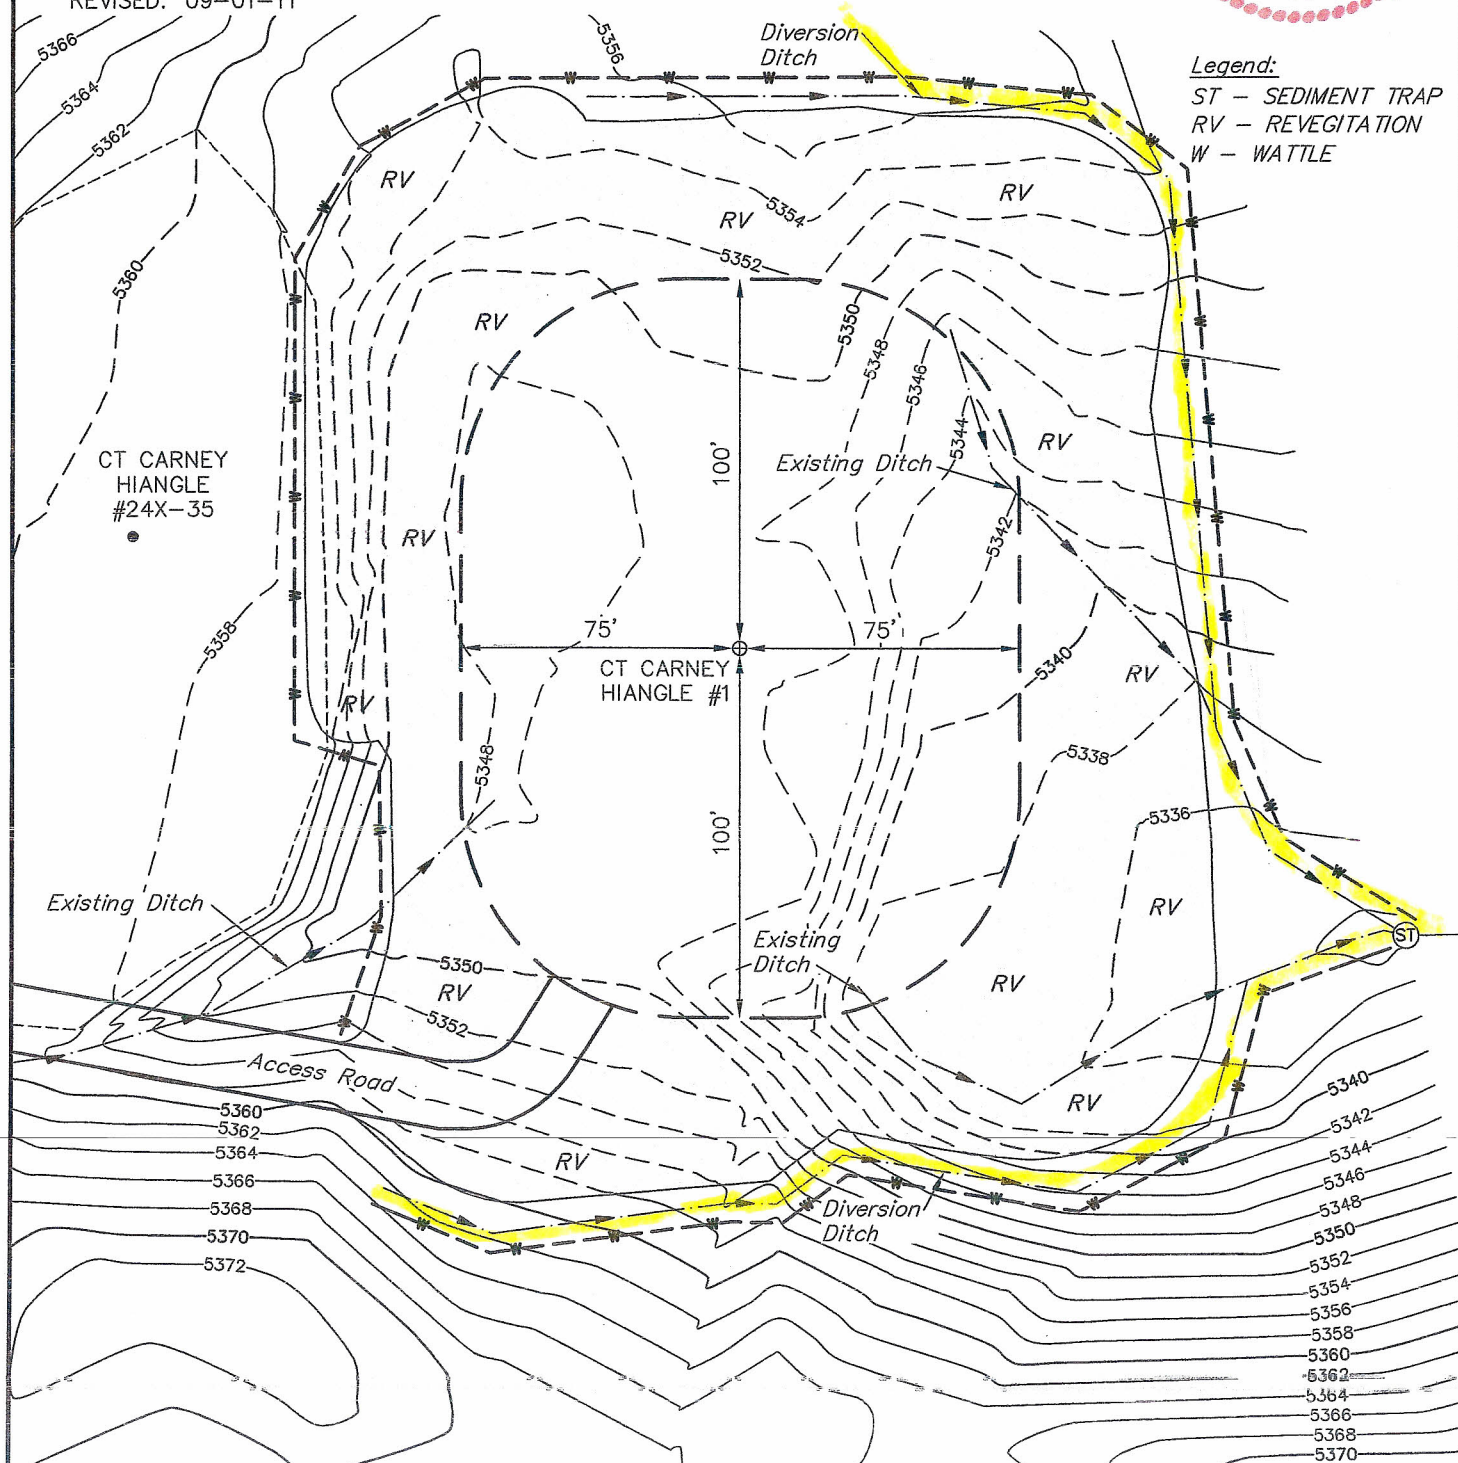 REVISED: 09-01-11
5366
5364
5362
5360
5358
5356
Diversion
Ditch
Legend:
ST – SEDIMENT TRAP
RV – REVEGITATION
W – WATTLE
RV
RV
RV
5354
5352
5350
5348
5346
5344
5342
RV
RV
Existing Ditch
100'
CT CARNEY
HIANGLE
#24X-35
RV
75'
75'
CT CARNEY
HIANGLE #1
5340
RV
RV
5338
5348
5336
100'
Existing Ditch
RV
Existing
Ditch
ST
5350
RV
5352
RV
Access Road
RV
5360
5362
5364
5366
5368
5370
5372
RV
Diversion
Ditch
5340
5342
5344
5346
5348
5350
5352
5354
5356
5358
5360
5362
5364
5366
5368
5370
W W W W W W W W W W W W W W W W W W W W W W W W W W W W W W W W W W W W W W